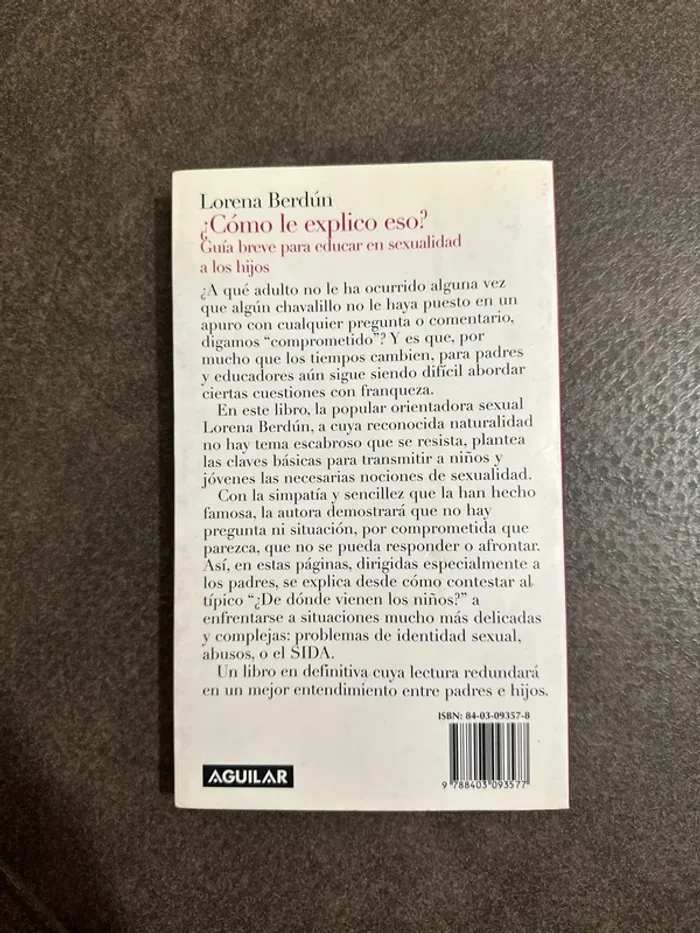 Lorena Berdún
¿Cómo le explico eso?
Guía breve para educar en sexualidad
a los hijos
¿A qué adulto no le ha ocurrido alguna vez
que algún chavalillo no le haya puesto en un
apuro con cualquier pregunta o comentario,
digamos “comprometido”? Y es que, por
mucho que los tiempos cambien, para padres
y educadores aún sigue siendo difícil abordar
ciertas cuestiones con franqueza.
En este libro, la popular orientadora sexual
Lorena Berdún, a cuya reconocida naturalidad
no hay tema escabroso que se resista, plantea
las claves básicas para transmitir a niños y
jóvenes las necesarias nociones de sexualidad.
Con la simpatía y sencillez que la han hecho
famosa, la autora demostrará que no hay
pregunta ni situación, por comprometida que
parezca, que no se pueda responder o afrontar.
Así, en estas páginas, dirigidas especialmente a
los padres, se explica desde cómo contestar al
típico “¿De dónde vienen los niños?” a
enfrentarse a situaciones mucho más delicadas
y complejas: problemas de identidad sexual,
abusos, o el SIDA.
Un libro en definitiva cuya lectura redundará
en un mejor entendimiento entre padres e hijos.
ISBN: 84-03-09357-8
AGUILAR
9 788403 093577